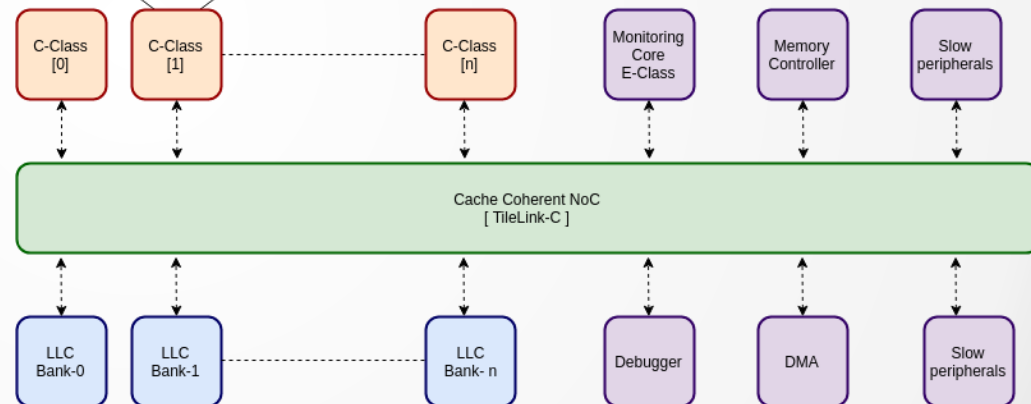 C-Class
[0]
C-Class
[1]
C-Class
[n]
Monitoring
Core
E-Class
Memory
Controller
Slow
peripherals
Cache Coherent NoC
[ TileLink-C ]
LLC
Bank-0
LLC
Bank-1
LLC
Bank- n
Debugger
DMA
Slow
peripherals